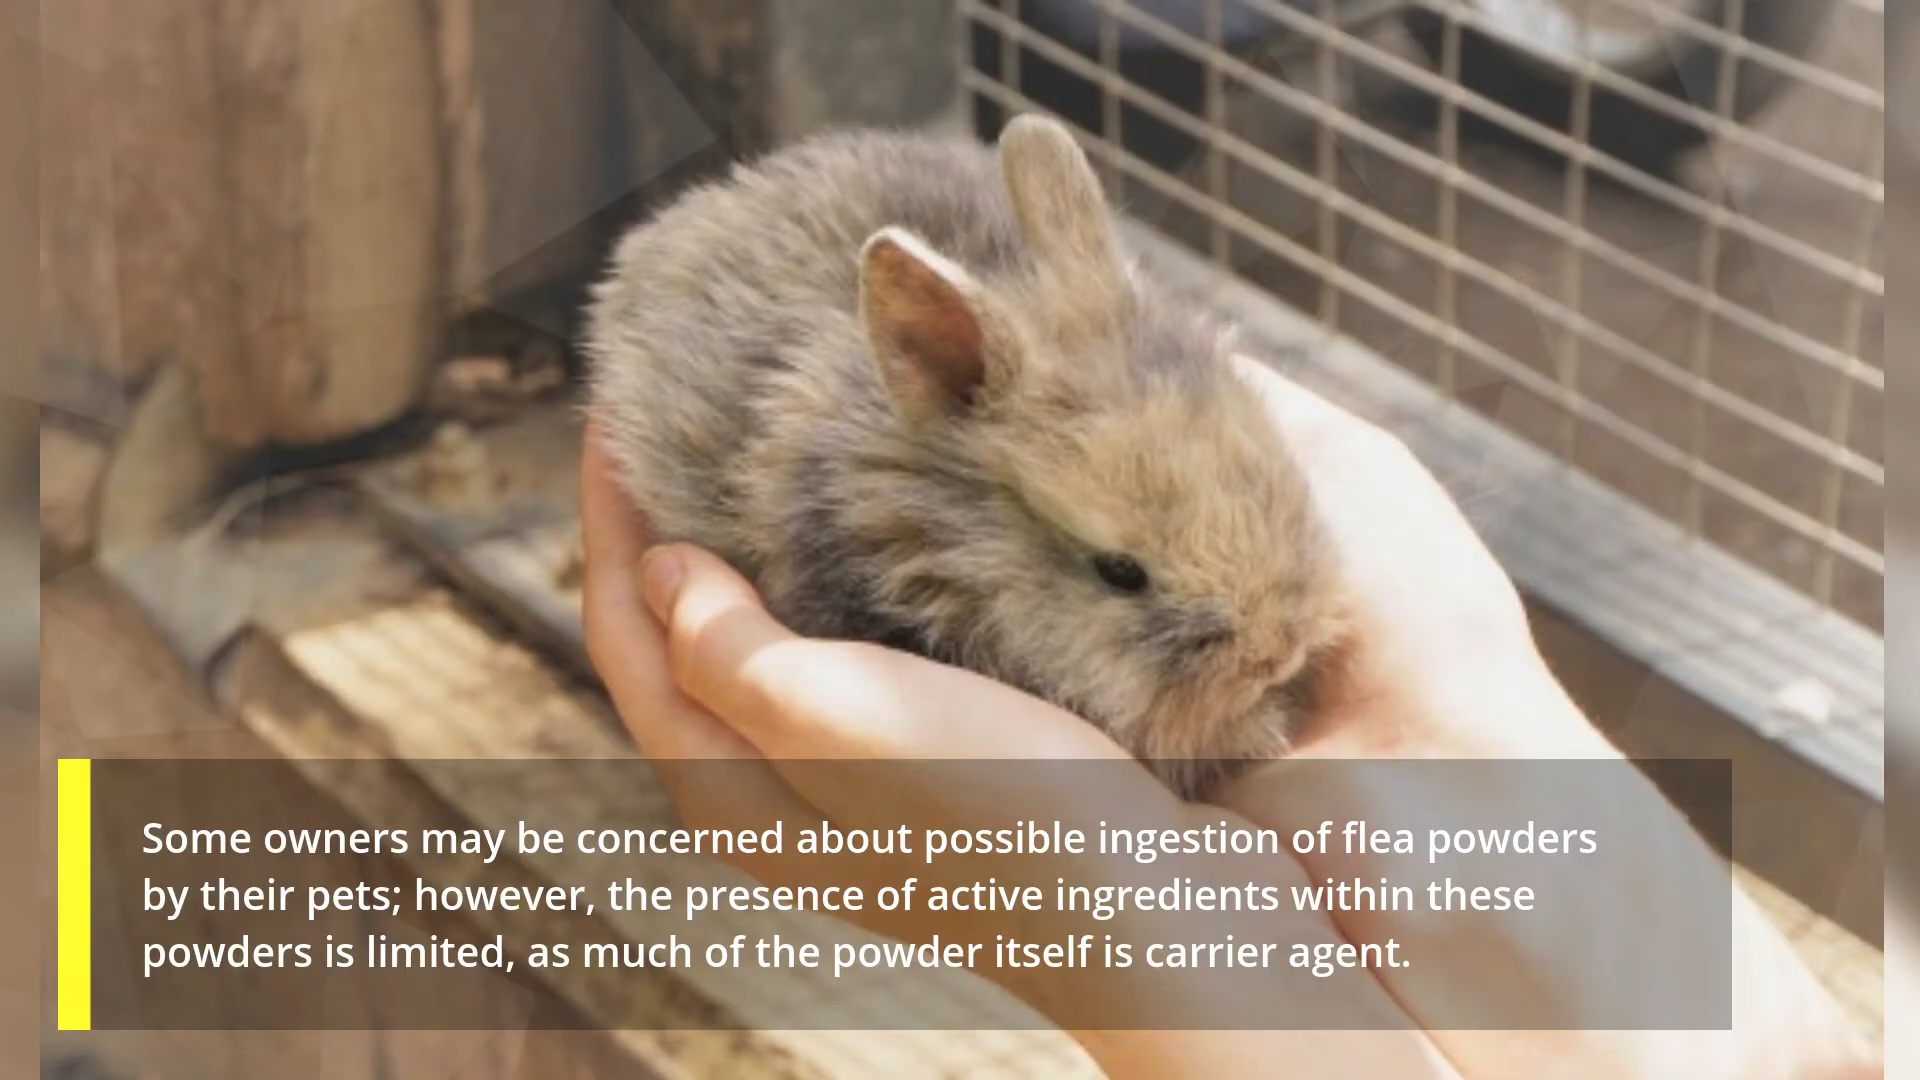 Some owners may be concerned about possible ingestion of flea powders
by their pets; however, the presence of active ingredients within these
powders is limited, as much of the powder itself is carrier agent.